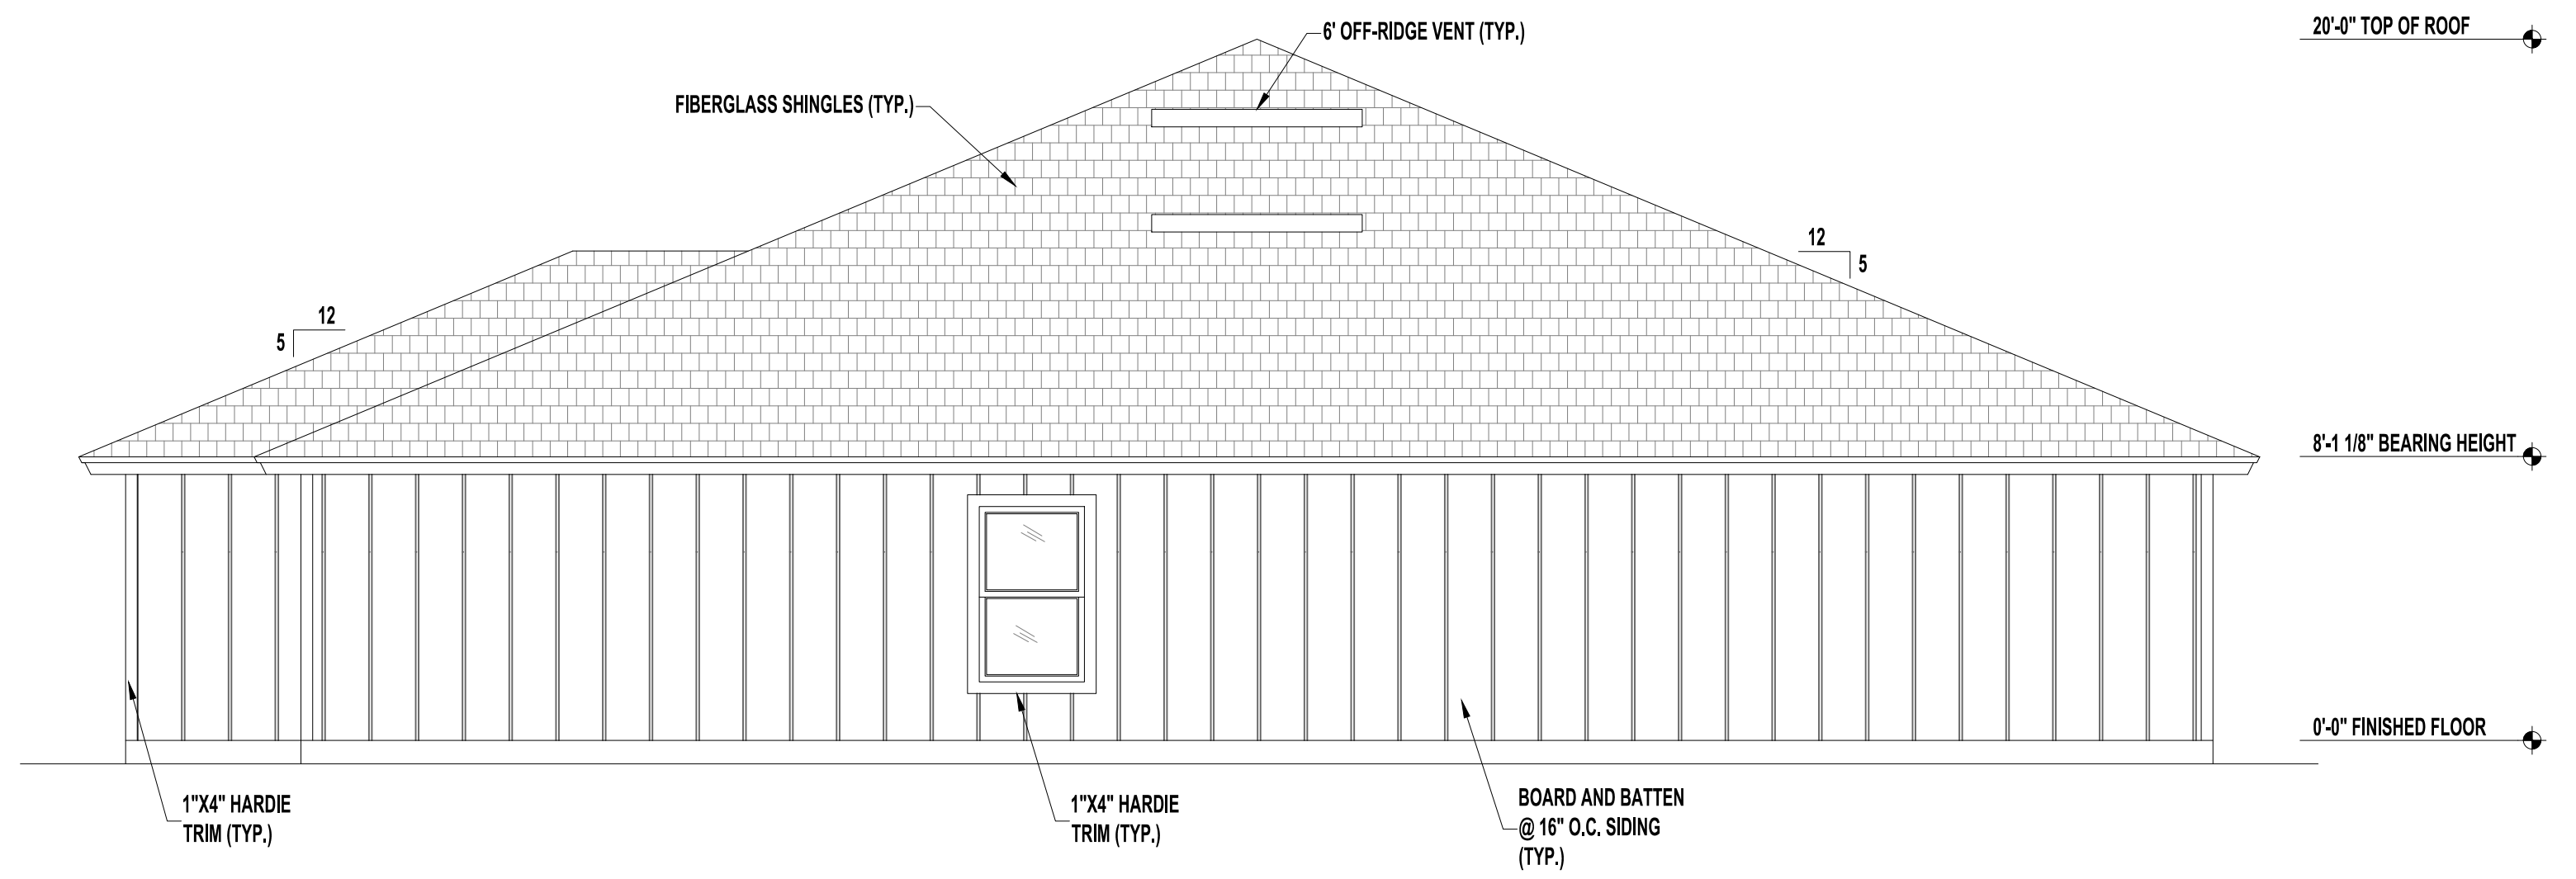 20'-0" TOP OF ROOF
6' OFF-RIDGE VENT (TYP.)
FIBERGLASS SHINGLES (TYP.)
12
5
12
5
8'-1 1/8" BEARING HEIGHT
0'-0" FINISHED FLOOR
1"X4" HARDIE
TRIM (TYP.)
1"X4" HARDIE
TRIM (TYP.)
BOARD AND BATTEN
@ 16" O.C. SIDING
(TYP.)